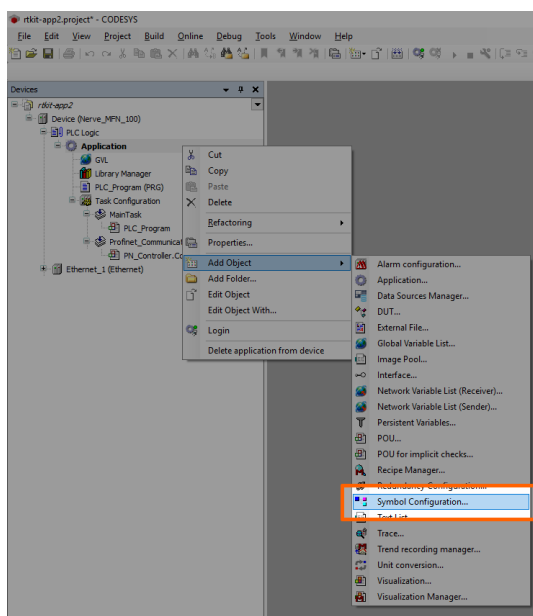 rtkit-app2.project* - CODESYS
File Edit View Project Build Online Debug Tools Window Help
Devices
rtkit-app2
Device (Nerve_MFN_100)
PLC Logic
Application
GVL
Library Manager
PLC_Program (PRG)
Task Configuration
MainTask
PLC_Program
Profinet_Communicat
PN_Controller.Co
Ethernet_1 (Ethernet)
Cut
Copy
Paste
Delete
Refactoring
Properties...
Add Object
Add Folder...
Edit Object
Edit Object With...
Login
Delete application from device
Alarm configuration...
Application...
Data Sources Manager...
DUT...
External File...
Global Variable List...
Image Pool...
Interface...
Network Variable List (Receiver)...
Network Variable List (Sender)...
Persistent Variables...
POU...
POU for implicit checks...
Recipe Manager...
Redundancy Configuration...
Symbol Configuration...
Text List...
Trace...
Trend recording manager...
Unit conversion...
Visualization...
Visualization Manager...